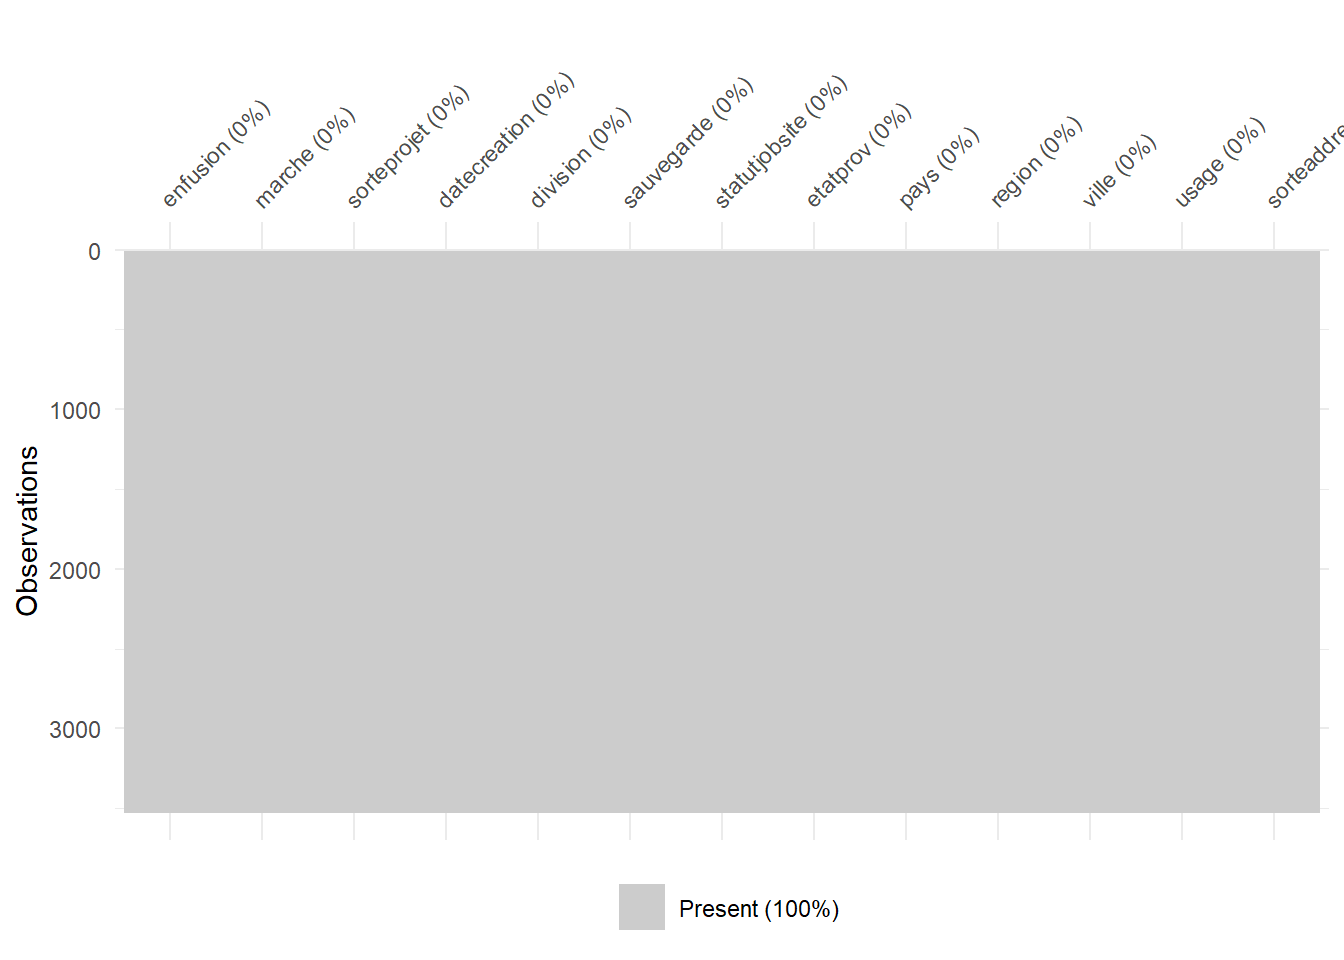 enfusion (0%)
marche (0%)
sorteprojet (0%)
datecreation (0%)
division (0%)
sauvegarde (0%)
statutjobsite (0%)
etatprov (0%)
pays (0%)
region (0%)
ville (0%)
usage (0%)
sorteaddre
0
1000
2000
3000
Observations
Present (100%)